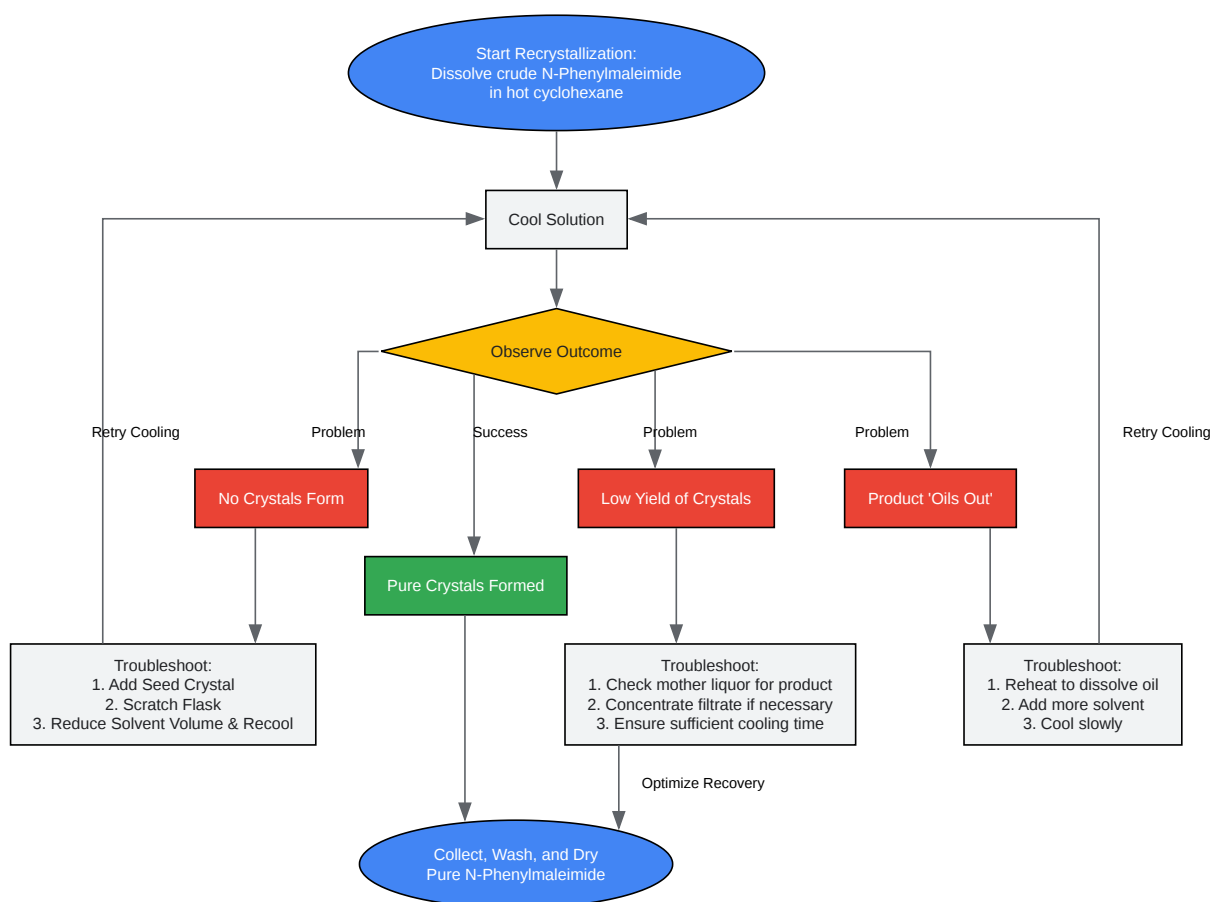 Start Recrystallization:
Dissolve crude N-Phenylmaleimide
in hot cyclohexane
Cool Solution
Observe Outcome
Retry Cooling
Problem
Success
Problem
Problem
Retry Cooling
No Crystals Form
Low Yield of Crystals
Product 'Oils Out'
Pure Crystals Formed
Troubleshoot:
1. Add Seed Crystal
2. Scratch Flask
3. Reduce Solvent Volume & Recool
Troubleshoot:
1. Check mother liquor for product
2. Concentrate filtrate if necessary
3. Ensure sufficient cooling time
Troubleshoot:
1. Reheat to dissolve oil
2. Add more solvent
3. Cool slowly
Optimize Recovery
Collect, Wash, and Dry
Pure N-Phenylmaleimide